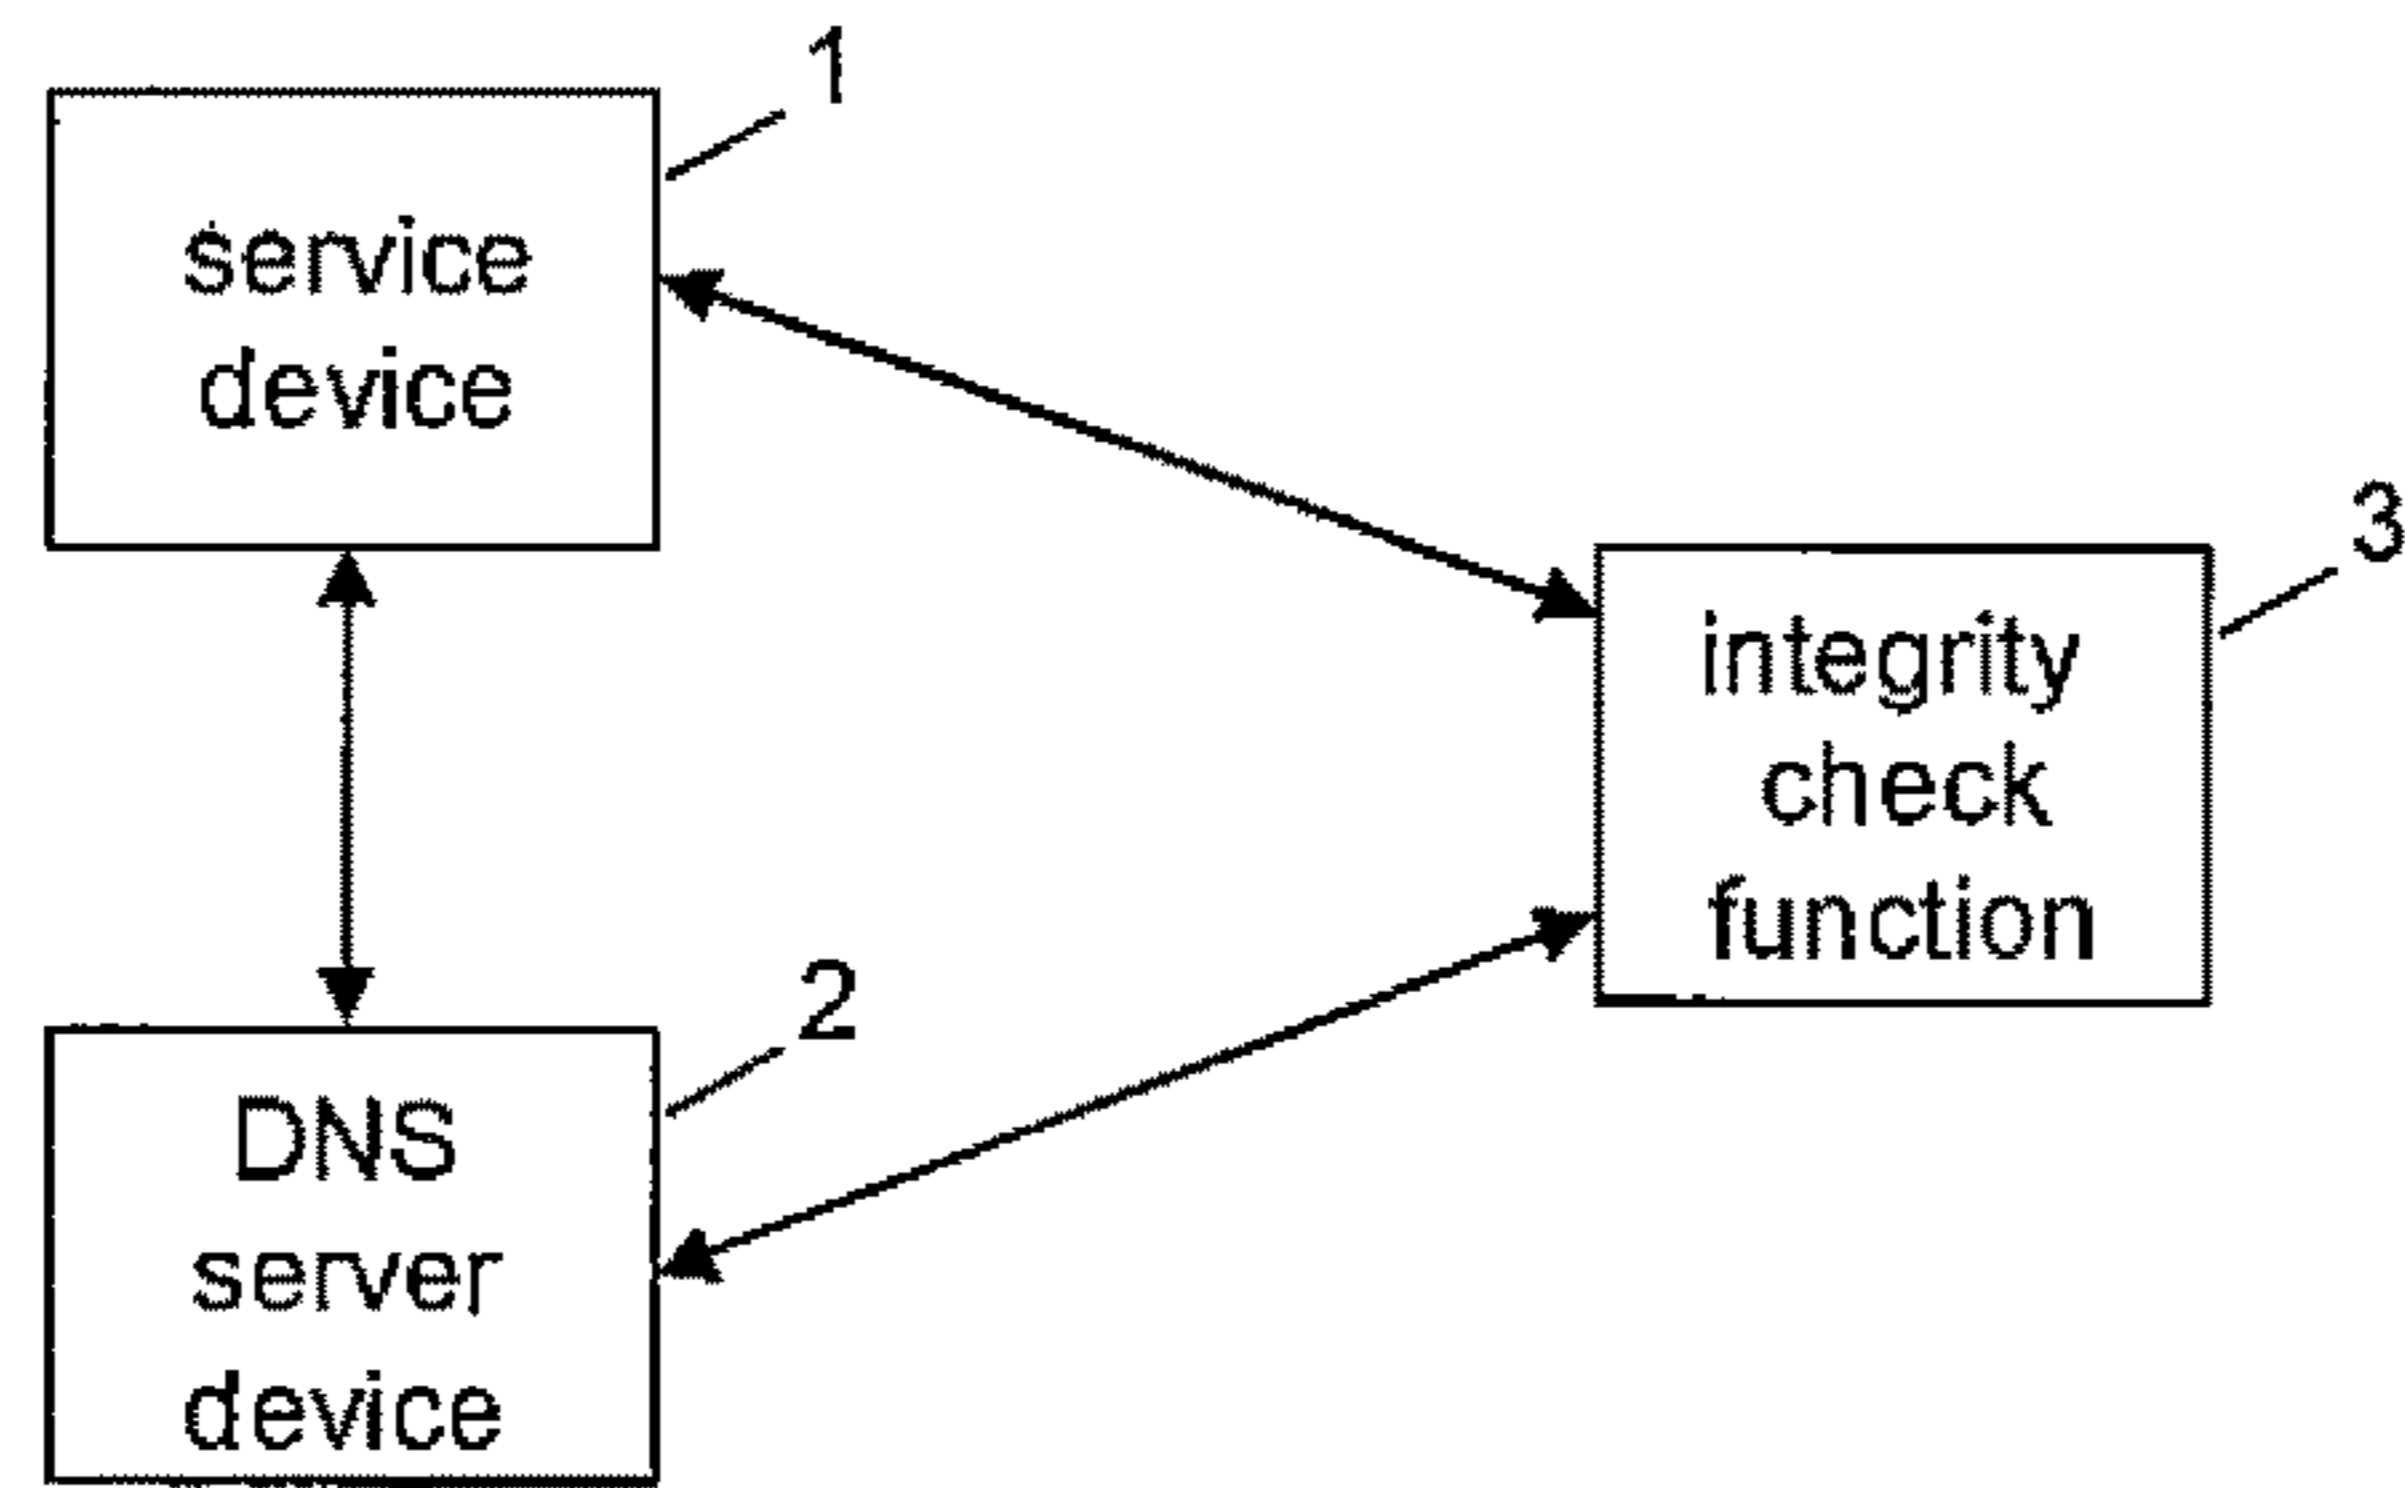 1
service
device
3
integrity
check
function
2
DNS
server
device